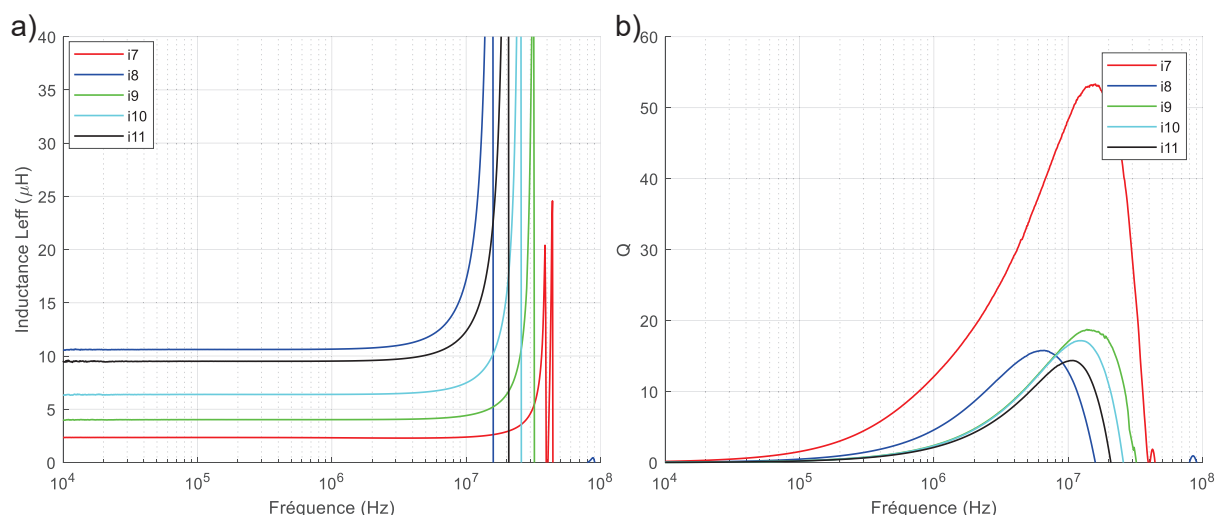 a)
40
35
30
25
20
15
10
5
0
Inductance Leff (μH)
i7
i8
i9
i10
i11
10^4
10^5
10^6
10^7
10^8
Fréquence (Hz)
b)
60
50
40
30
20
10
0
Q
i7
i8
i9
i10
i11
10^4
10^5
10^6
10^7
10^8
Fréquence (Hz)